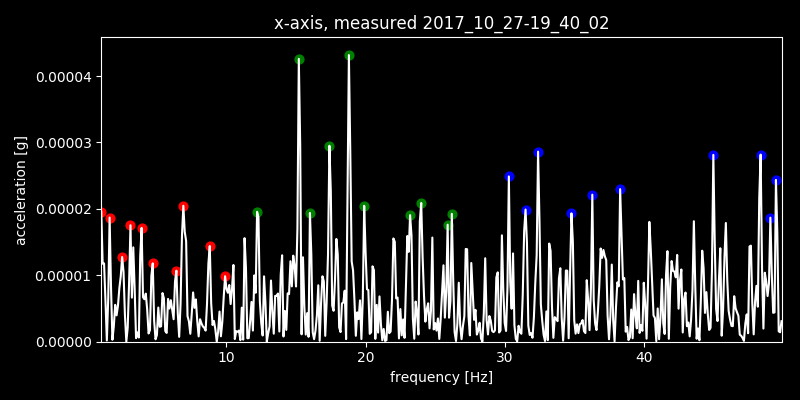 x-axis, measured 2017_10_27-19_40_02
0.00004
0.00003
0.00002
0.00001
0.00000
acceleration [g]
10 20 30 40
frequency [Hz]